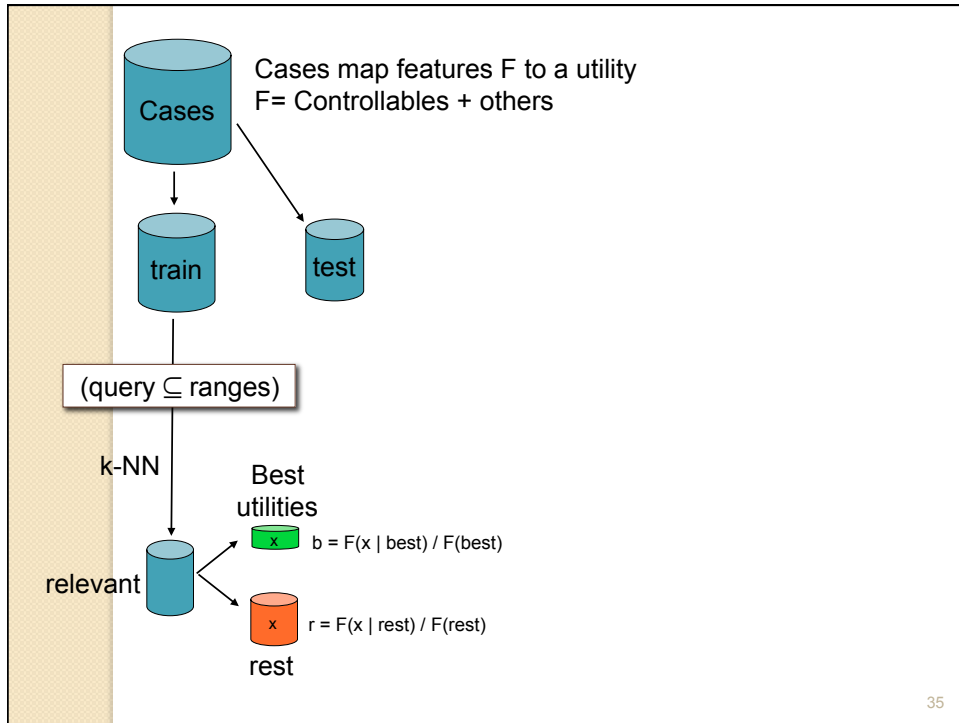 Cases map features F to a utility
F= Controllables + others
Cases
train
test
(query ⊆ ranges)
k-NN
Best
utilities
x
b = F(x | best) / F(best)
relevant
x
r = F(x | rest) / F(rest)
rest
35